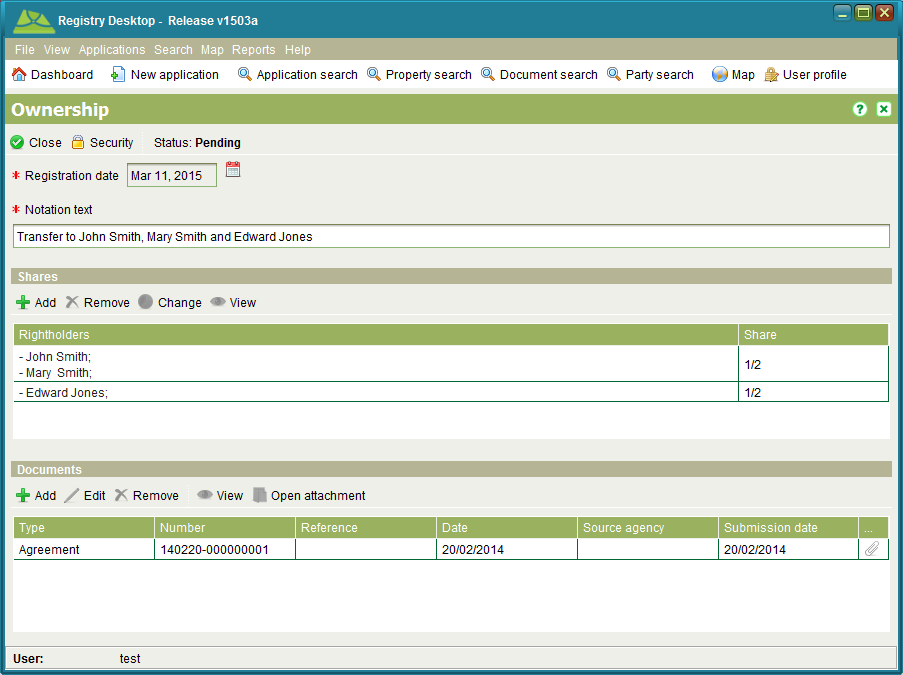 Registry Desktop - Release v1503a
File View Applications Search Map Reports Help
Dashboard New application Application search Property search Document search Party search Map User profile
Ownership ?
Close Security Status: Pending
* Registration date Mar 11, 2015
* Notation text
Transfer to John Smith, Mary Smith and Edward Jones
Shares
Add Remove Change View
Rightholders Share
- John Smith;
- Mary Smith;
1/2
- Edward Jones; 1/2
Documents
Add Edit Remove View Open attachment
Type Number Reference Date Source agency Submission date ...
Agreement 140220-000000001 20/02/2014 20/02/2014
User: test